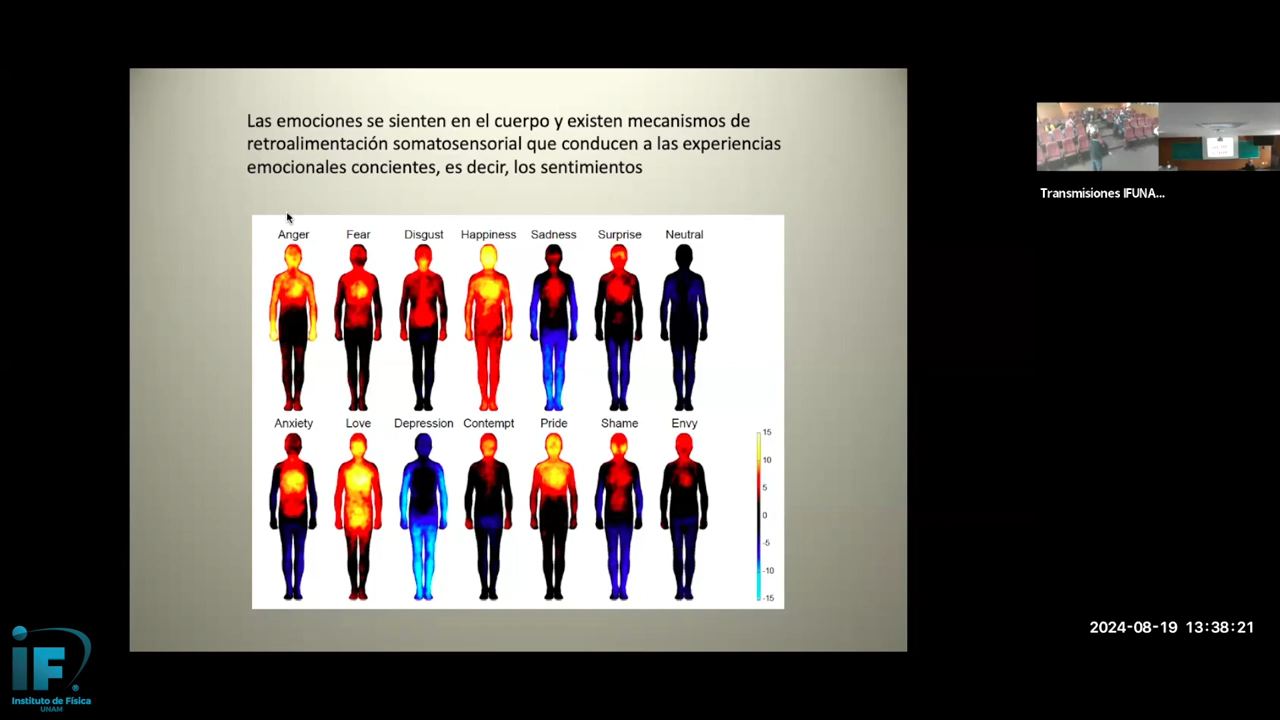 Las emociones se sienten en el cuerpo y existen mecanismos de
retroalimentación somatosensorial que conducen a las experiencias
emocionales concientes, es decir, los sentimientos
Anger Fear Disgust Happiness Sadness Surprise Neutral
Anxiety Love Depression Contempt Pride Shame Envy
15
10
5
0
-5
-10
-15
Transmisiones IFUNA...
2024-08-19 13:38:21
iF
Instituto de Física
UNAM